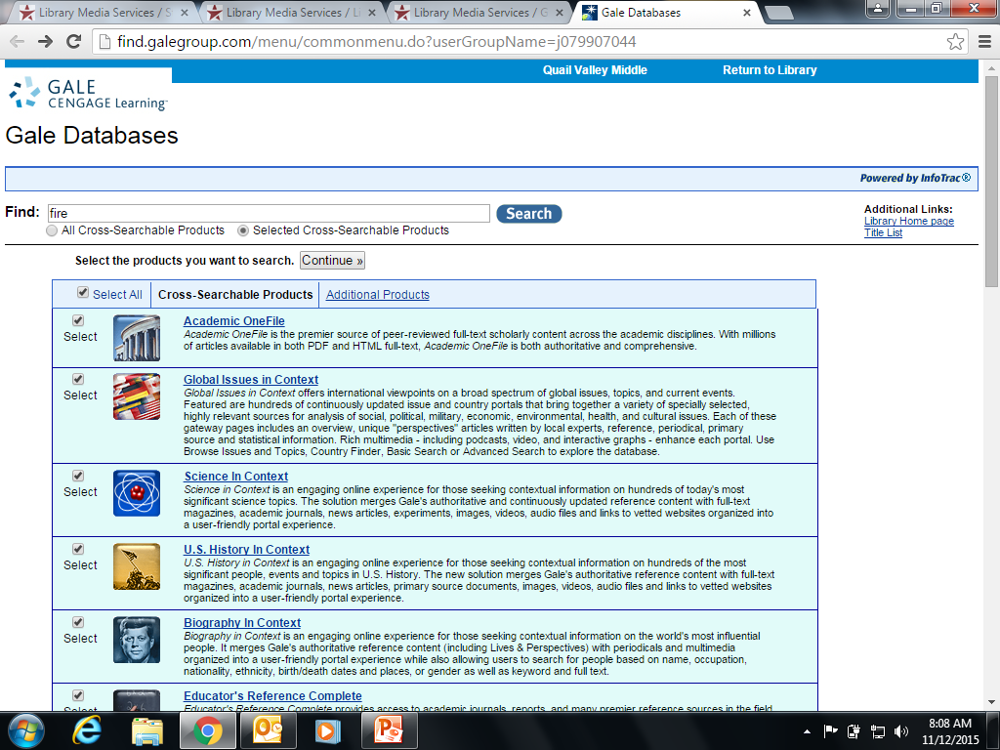 Library Media Services / S
Library Media Services / Li
Library Media Services / G
Gale Databases
find.galegroup.com/menu/commonmenu.do?userGroupName=j079907044
Quail Valley Middle
Return to Library
GALE
CENGAGE Learning
Gale Databases
Powered by InfoTrac®
Find:
fire
Search
All Cross-Searchable Products
Selected Cross-Searchable Products
Additional Links:
Library Home page
Title List
Select the products you want to search.
Continue »
Select All
Cross-Searchable Products
Additional Products
Select
Academic OneFile
Academic OneFile is the premier source of peer-reviewed full-text scholarly content across the academic disciplines. With millions
of articles available in both PDF and HTML full-text, Academic OneFile is both authoritative and comprehensive.
Select
Global Issues in Context
Global Issues in Context offers international viewpoints on a broad spectrum of global issues, topics, and current events.
Featured are hundreds of continuously updated issue and country portals that bring together a variety of specially selected,
highly relevant sources for analysis of social, political, military, economic, environmental, health, and cultural issues. Each of these
gateway pages includes an overview, unique "perspectives" articles written by local experts, reference, periodical, primary
source and statistical information. Rich multimedia - including podcasts, video, and interactive graphs - enhance each portal. Use
Browse Issues and Topics, Country Finder, Basic Search or Advanced Search to explore the database.
Select
Science In Context
Science in Context is an engaging online experience for those seeking contextual information on hundreds of today's most
significant science topics. The solution merges Gale's authoritative and continuously updated reference content with full-text
magazines, academic journals, news articles, experiments, images, videos, audio files and links to vetted websites organized into
a user-friendly portal experience.
Select
U.S. History In Context
U.S. History in Context is an engaging online experience for those seeking contextual information on hundreds of the most
significant people, events and topics in U.S. History. The new solution merges Gale's authoritative reference content with full-text
magazines, academic journals, news articles, primary source documents, images, videos, audio files and links to vetted websites
organized into a user-friendly portal experience.
Select
Biography In Context
Biography in Context is an engaging online experience for those seeking contextual information on the world's most influential
people. It merges Gale's authoritative reference content (including Lives & Perspectives) with periodicals and multimedia
organized into a user-friendly portal experience while also allowing users to search for people based on name, occupation,
nationality, ethnicity, birth/death dates and places, or gender as well as keyword and full text.
Select
Educator's Reference Complete
Educator's Reference Complete provides access to academic journals, reports, and many premier reference sources in the field
8:08 AM
11/12/2015